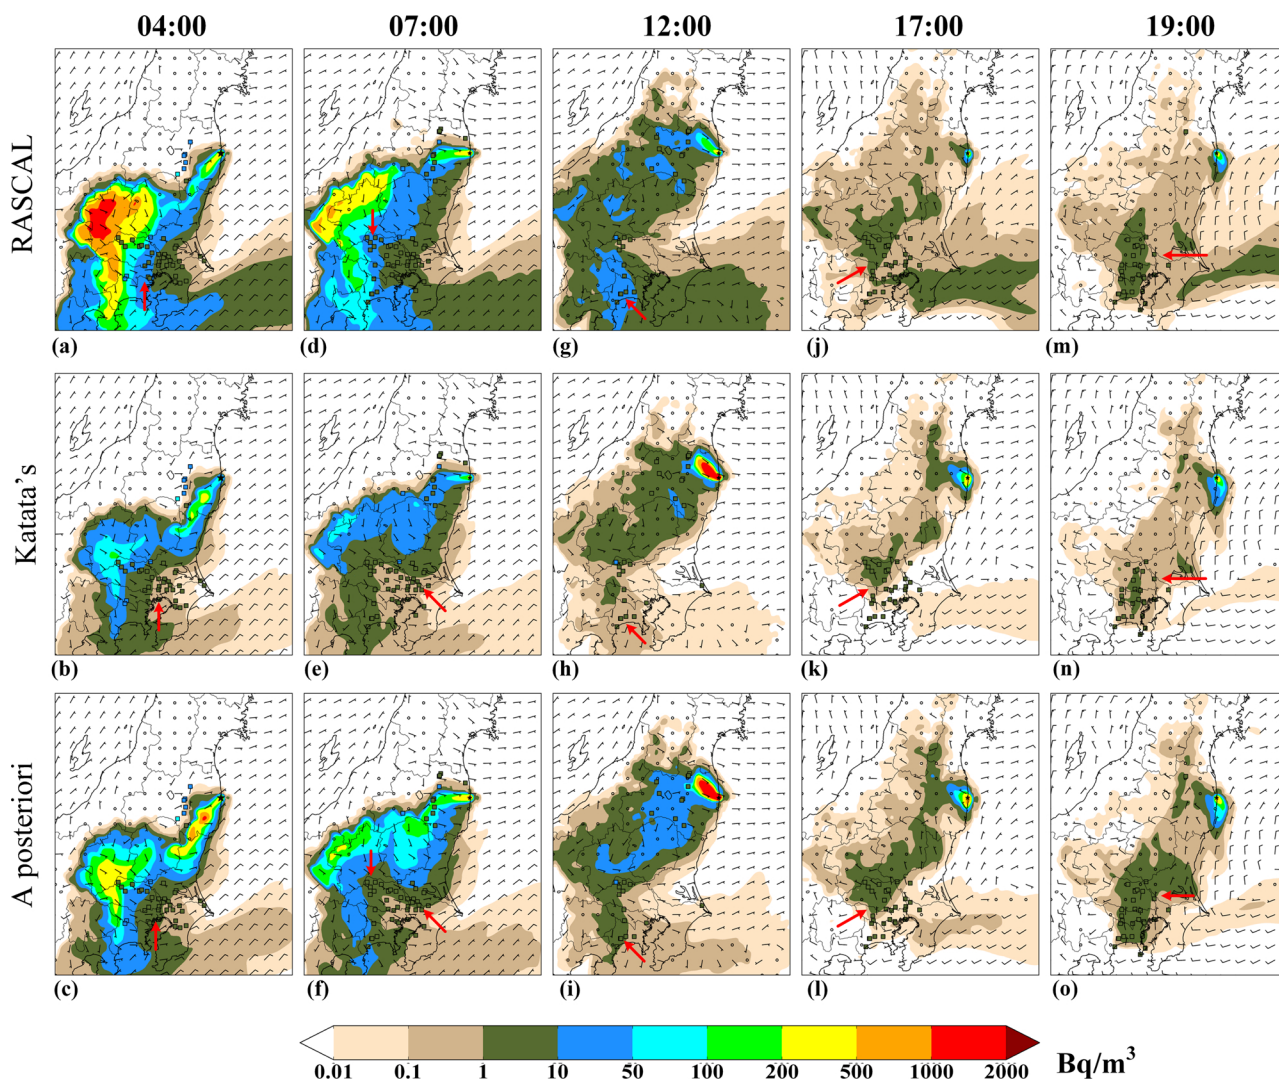 04:00 07:00 12:00 17:00 19:00
RASCAL
(a) (d) (g) (j) (m)
Katata's
(b) (e) (h) (k) (n)
A posteriori
(c) (f) (i) (l) (o)
0.01 0.1 1 10 50 100 200 500 1000 2000 Bq/m³